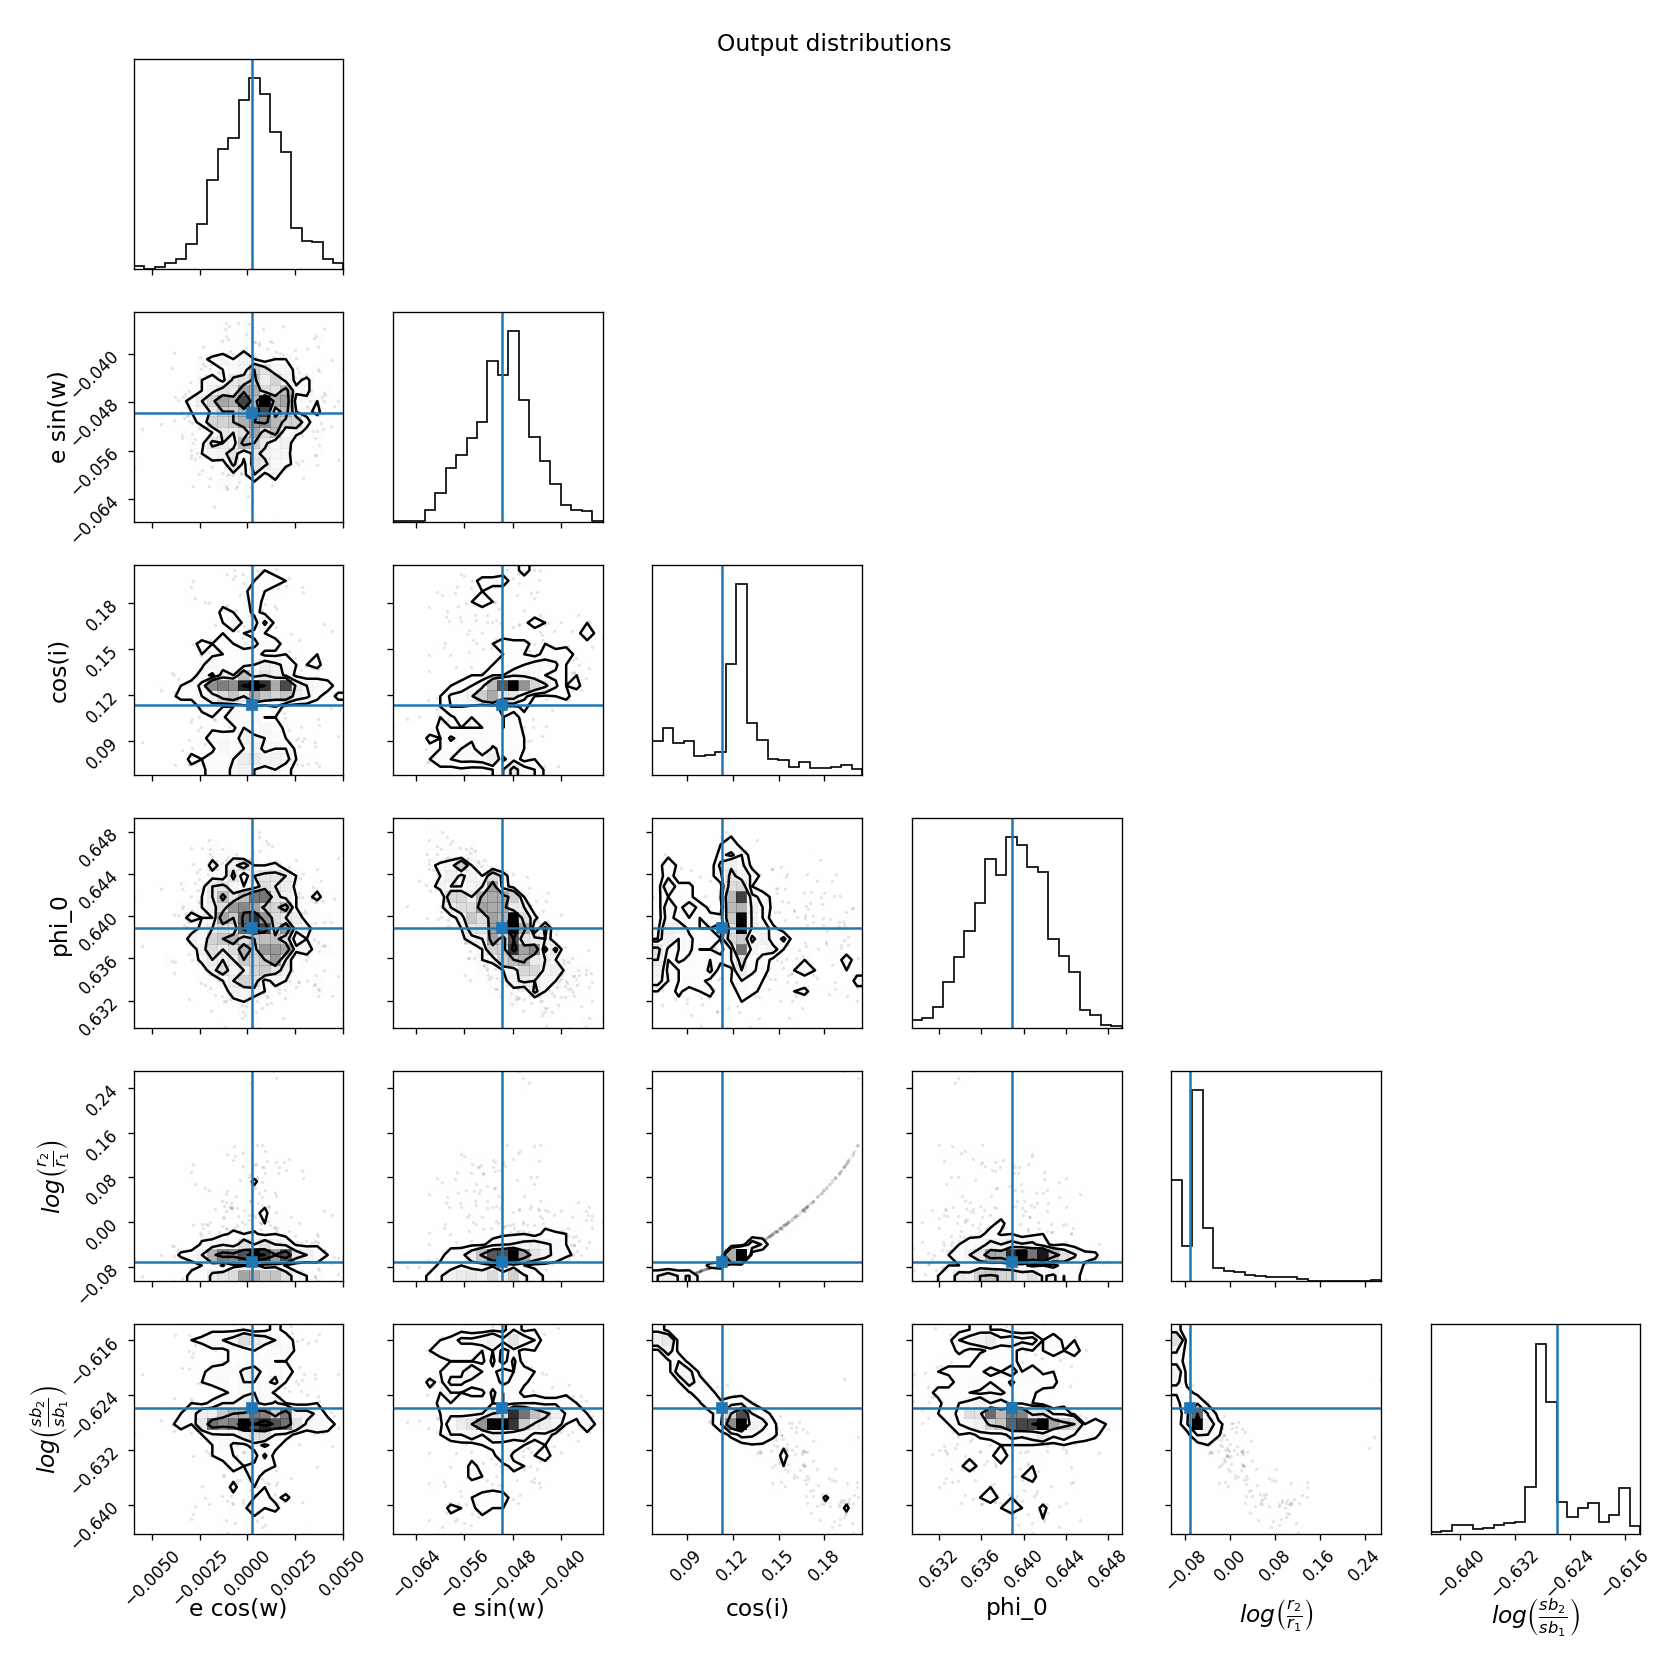 Output distributions
−0.040
−0.048
−0.056
−0.064
e sin(w)
0.18
0.15
0.12
0.09
cos(i)
0.648
0.644
0.640
0.636
0.632
phi_0
0.24
0.16
0.08
0.00
−0.08
log(r₂/r₁)
−0.616
−0.624
−0.632
−0.640
log(sb₂/sb₁)
−0.0050 −0.0025 0.0000 0.0025 0.0050
−0.064 −0.056 −0.048 −0.040
0.09 0.12 0.15 0.18
0.632 0.636 0.640 0.644 0.648
−0.08 0.00 0.08 0.16 0.24
−0.640 −0.632 −0.624 −0.616
e cos(w)
e sin(w)
cos(i)
phi_0
log(r₂/r₁)
log(sb₂/sb₁)